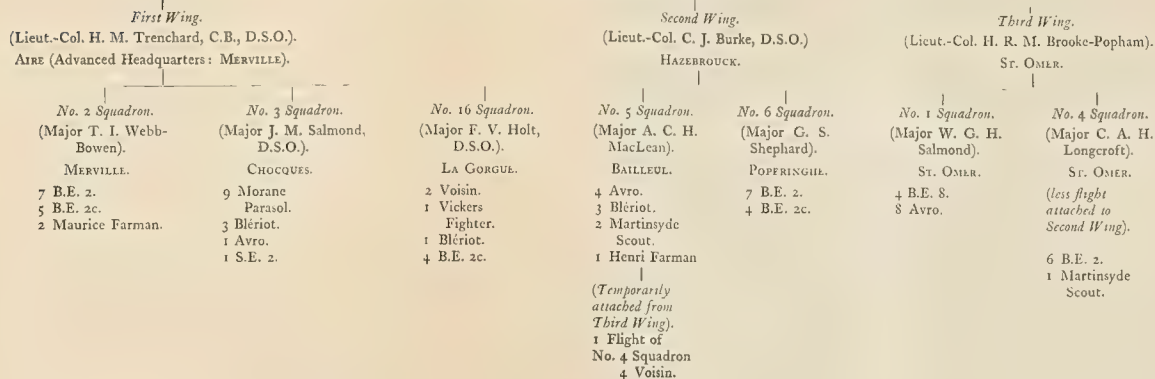 First Wing.
(Lieut.-Col. H. M. Trenchard, C.B., D.S.O.).
AIRE (Advanced Headquarters: MERVILLE).
No. 2 Squadron.
(Major T. I. Webb-
Bowen).
MERVILLE.
7 B.E. 2.
5 B.E. 2c.
2 Maurice Farman.
No. 3 Squadron.
(Major J. M. Salmond,
D.S.O.).
CHOCQUES.
9 Morane
Parasol.
3 Blériot.
1 Avro.
1 S.E. 2.
No. 16 Squadron.
(Major F. V. Holt,
D.S.O.).
LA GORGUE.
2 Voisin.
1 Vickers
Fighter.
1 Blériot.
4 B.E. 2c.
Second Wing.
(Lieut.-Col. C. J. Burke, D.S.O.)
HAZEBROUCK.
No. 5 Squadron.
(Major A. C. H.
MacLean).
BAILLEUL.
4 Avro.
3 Blériot.
2 Martinsyde
Scout.
1 Henri Farman
(Temporarily
attached from
Third Wing).
1 Flight of
No. 4 Squadron
4 Voisin.
No. 6 Squadron.
(Major G. S.
Shephard).
POPERINGHE.
7 B.E. 2.
4 B.E. 2c.
Third Wing.
(Lieut.-Col. H. R. M. Brooke-Popham).
ST. OMER.
No. 1 Squadron.
(Major W. G. H.
Salmond).
ST. OMER.
4 B.E. 8.
8 Avro.
No. 4 Squadron.
(Major C. A. H.
Longcroft).
ST. OMER.
(less flight
attached to
Second Wing).
6 B.E. 2.
1 Martinsyde
Scout.